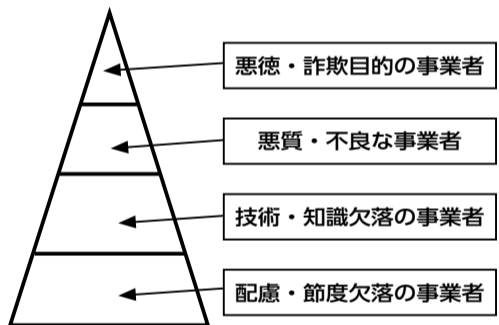 悪徳・詐欺目的の事業者
悪質・不良な事業者
技術・知識欠落の事業者
配慮・節度欠落の事業者